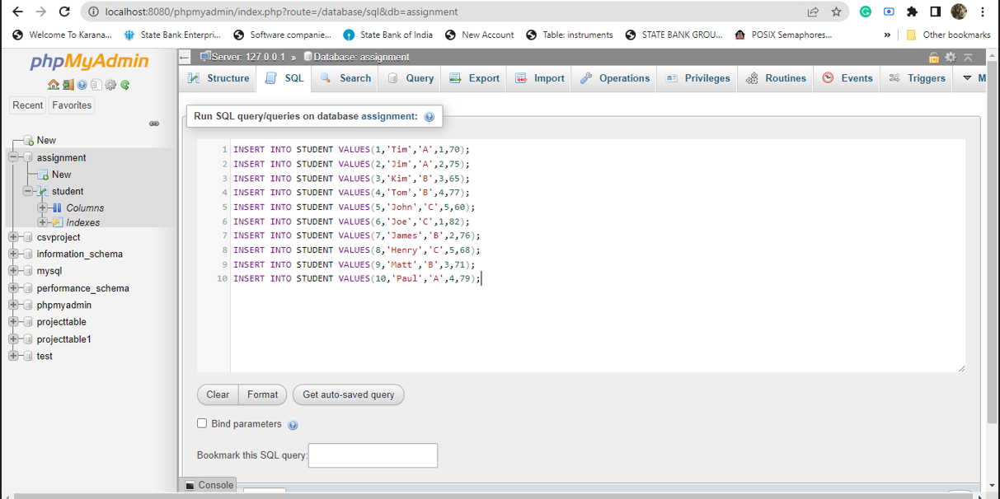 localhost:8080/phpmyadmin/index.php?route=/database/sql&db=assignment
Welcome To Karana... State Bank Enterpri... Software companie... State Bank of India New Account Table: instruments STATE BANK GROU... POSIX Semaphores... » Other bookmarks
phpMyAdmin
Recent Favorites
New
assignment
New
student
Columns
Indexes
csvproject
information_schema
mysql
performance_schema
phpmyadmin
projecttable
projecttable1
test
Server: 127.0.0.1 » Database: assignment
Structure SQL Search Query Export Import Operations Privileges Routines Events Triggers M
Run SQL query/queries on database assignment:
1 INSERT INTO STUDENT VALUES(1,'Tim','A',1,70);
2 INSERT INTO STUDENT VALUES(2,'Jim','A',2,75);
3 INSERT INTO STUDENT VALUES(3,'Kim','B',3,65);
4 INSERT INTO STUDENT VALUES(4,'Tom','B',4,77);
5 INSERT INTO STUDENT VALUES(5,'John','C',5,60);
6 INSERT INTO STUDENT VALUES(6,'Joe','C',1,82);
7 INSERT INTO STUDENT VALUES(7,'James','B',2,76);
8 INSERT INTO STUDENT VALUES(8,'Henry','C',5,68);
9 INSERT INTO STUDENT VALUES(9,'Matt','B',3,71);
10 INSERT INTO STUDENT VALUES(10,'Paul','A',4,79);
Clear Format Get auto-saved query
Bind parameters
Bookmark this SQL query:
Console